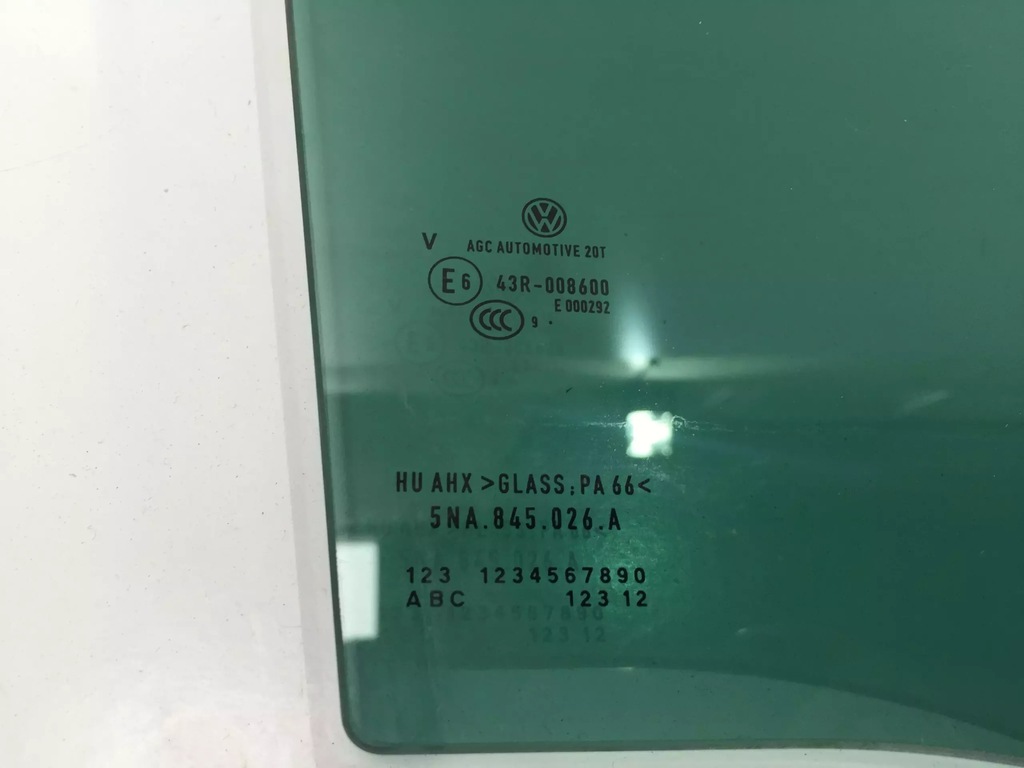 V AGC AUTOMOTIVE 20T
E6 43R-008600
E 000292
CCC 9 .
HU AHX >GLASS;PA 66<
5NA.845.026.A
123 1234567890
ABC 123 12